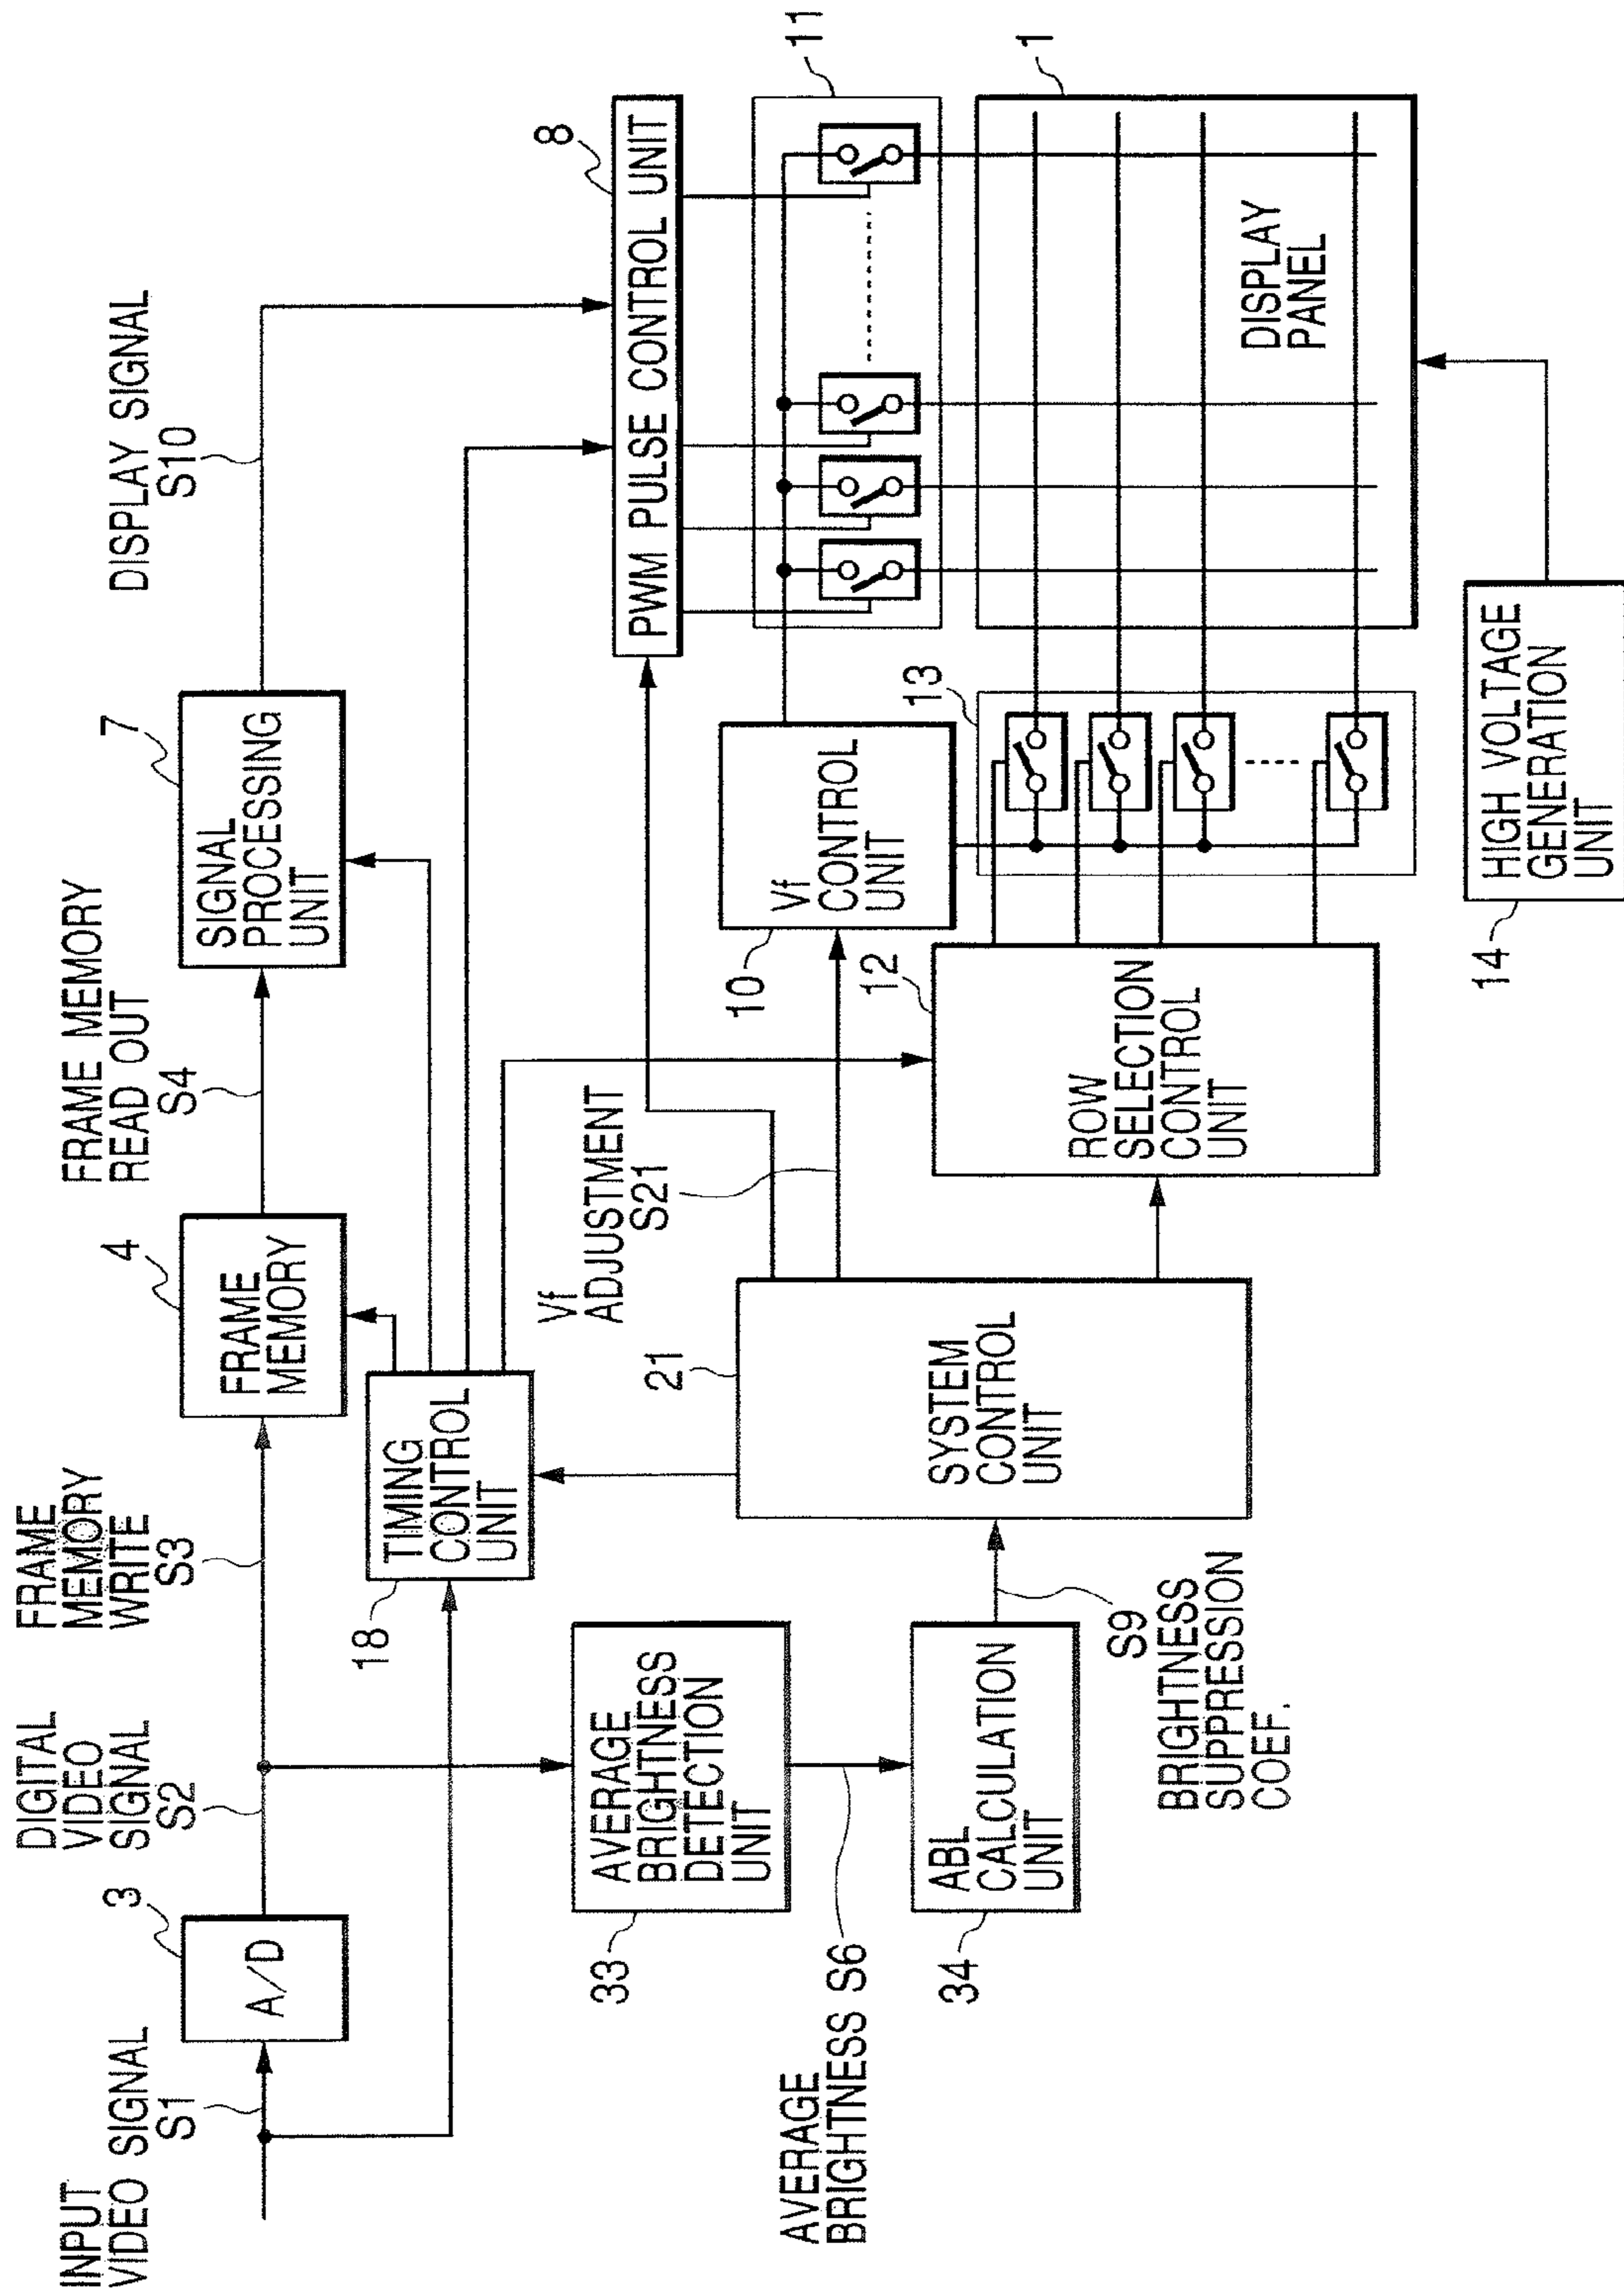 INPUT
VIDEO SIGNAL
S1
3
A/D
DIGITAL
VIDEO
SIGNAL
S2
FRAME
MEMORY
WRITE
S3
4
FRAME
MEMORY
FRAME MEMORY
READ OUT
S4
7
SIGNAL
PROCESSING
UNIT
DISPLAY SIGNAL
S10
18
TIMING
CONTROL
UNIT
8
PWM PULSE CONTROL UNIT
33
AVERAGE
BRIGHTNESS
DETECTION
UNIT
AVERAGE
BRIGHTNESS S6
34
ABL
CALCULATION
UNIT
S9
BRIGHTNESS
SUPPRESSION
COEF.
21
SYSTEM
CONTROL
UNIT
Vf
ADJUSTMENT
S21
10
Vf
CONTROL
UNIT
11
12
ROW
SELECTION
CONTROL
UNIT
13
1
DISPLAY
PANEL
14
HIGH VOLTAGE
GENERATION
UNIT